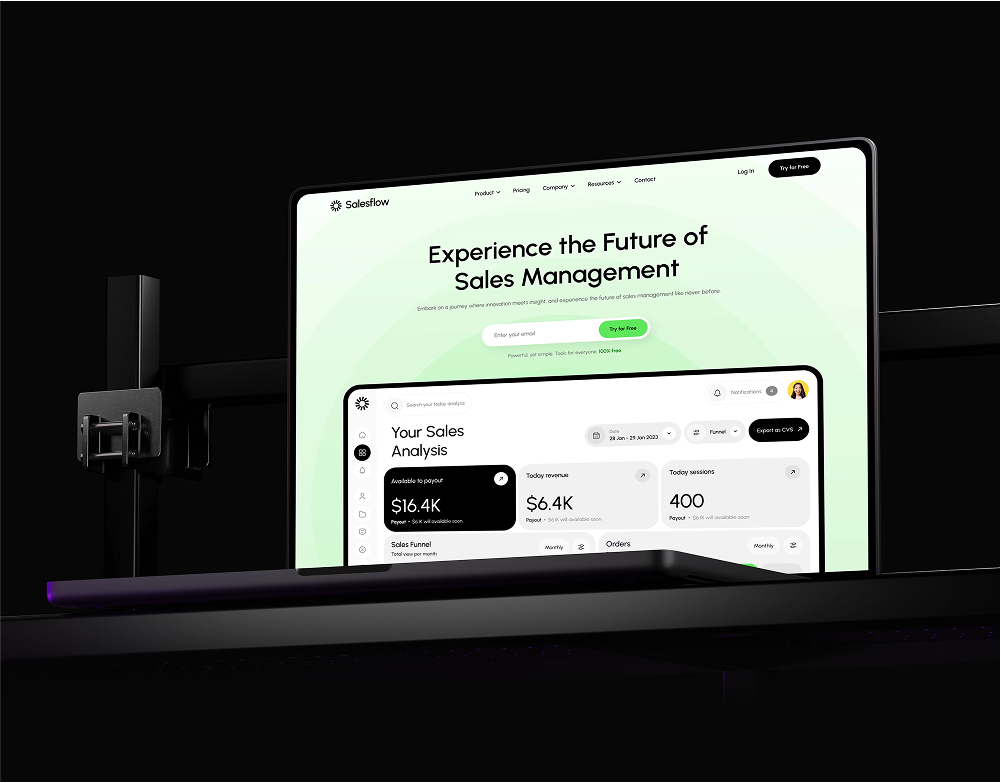 Salesflow
Product
Pricing
Company
Resources
Contact
Log In
Try for Free
Experience the Future of
Sales Management
Embark on a journey where innovation meets insight, and experience the future of sales management like never before.
Enter your email
Try for Free
Powerful, yet simple. Tools for everyone. 100% free.
Search your today analyze
Notifications
4
Your Sales
Analysis
Date
28 Jan - 29 Jan 2023
Funnel
Export as CVS
Available to payout
$16.4K
Payout • $6.1K will available soon
Today revenue
$6.4K
Payout • $6.1K will available soon
Today sessions
400
Payout • $6.1K will available soon
Sales Funnel
Total view per month
Monthly
Orders
Monthly